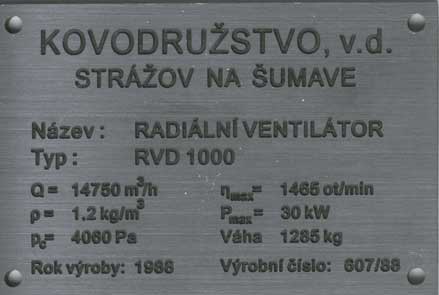 KOVODRUŽSTVO, v.d.
STRÁŽOV NA ŠUMAVE
Název: RADIÁLNÍ VENTILÁTOR
Typ: RVD 1000
Q= 14750 m³/h ηmax= 1465 ot/min
ρ= 1,2 kg/m³ Pmax= 30 kW
pc= 4060 Pa Váha 1285 kg
Rok výroby: 1988 Výrobní číslo: 607/88